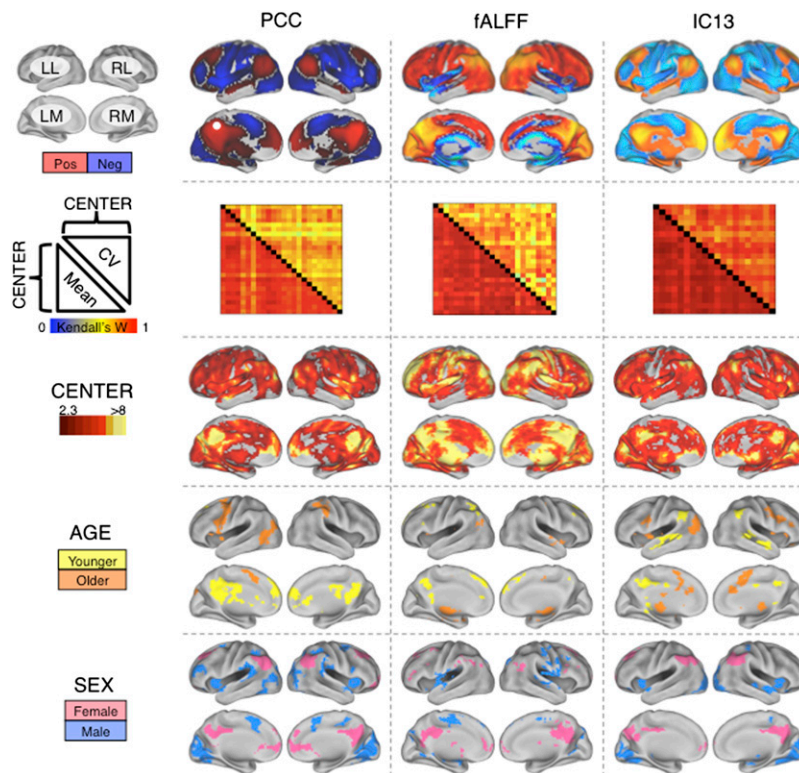 PCC fALFF IC13
LL RL
LM RM
Pos Neg
CENTER
CENTER
CV
Mean
0 Kendall's W 1
CENTER
2.3 >8
AGE
Younger
Older
SEX
Female
Male